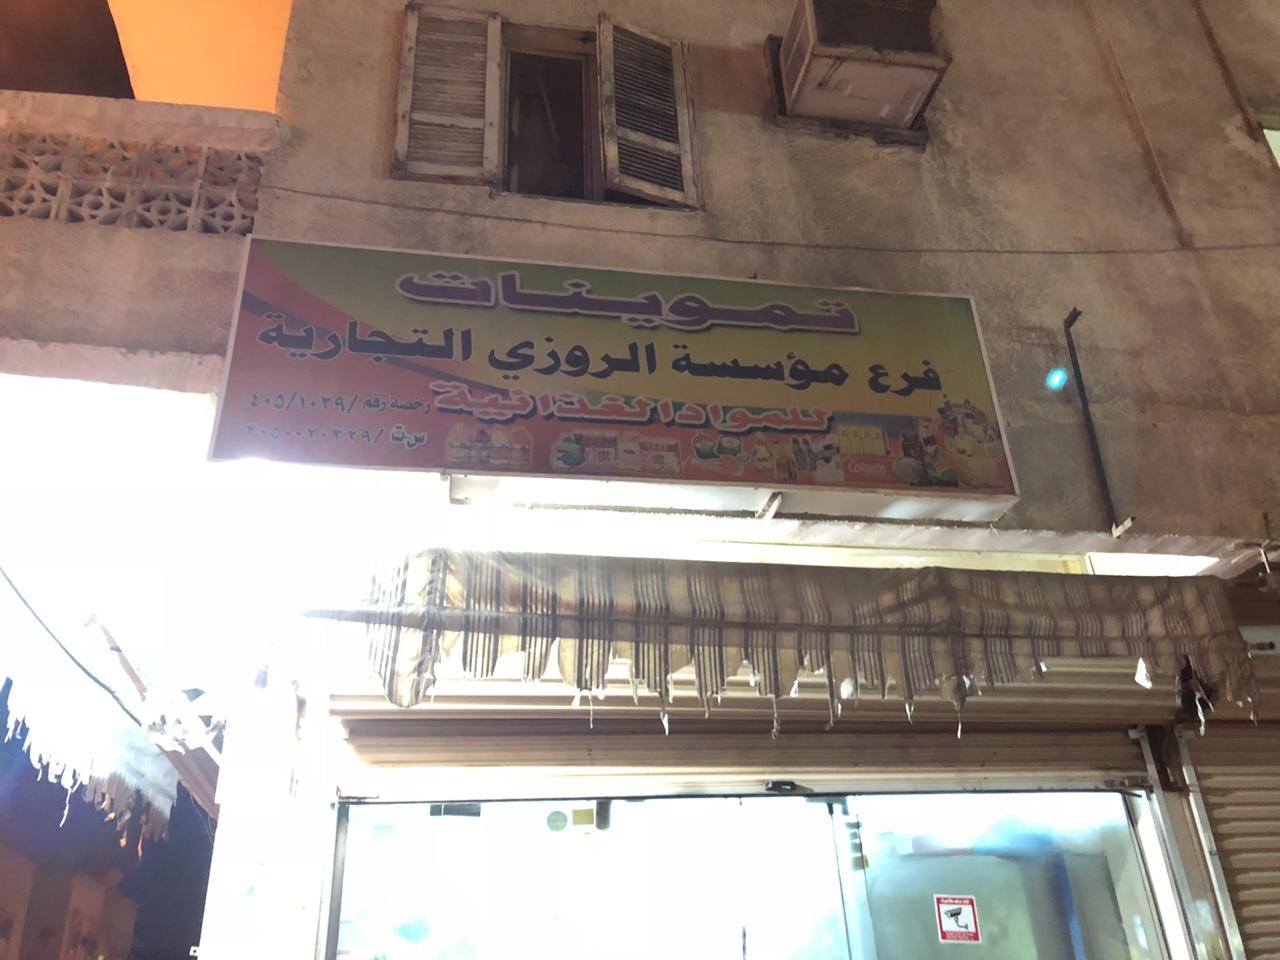 تموينات
فرع مؤسسة الروزي التجارية
للمواد الغذائية
رخصة رقم /٤٠٥/١٠٢٩
س ت /٢٠٥٠٠٢٠٣٢٩
Colgate